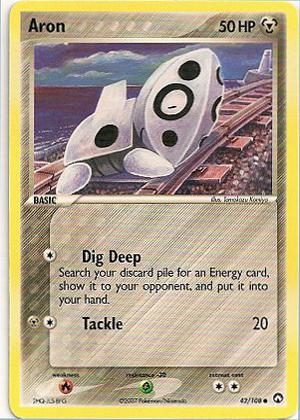 Aron 50 HP
BASIC
Illus. Tomokazu Komiya
Dig Deep
Search your discard pile for an Energy card,
show it to your opponent, and put it into
your hand.
Tackle 20
weakness resistance -30 retreat cost
©2007 Pokémon/Nintendo 42/108 ●